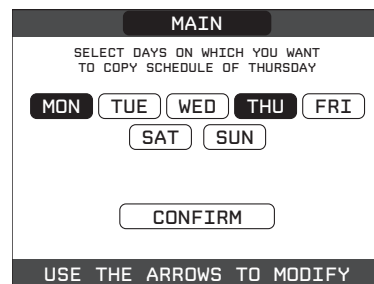 MAIN
SELECT DAYS ON WHICH YOU WANT
TO COPY SCHEDULE OF THURSDAY
MON TUE WED THU FRI
SAT SUN
CONFIRM
USE THE ARROWS TO MODIFY